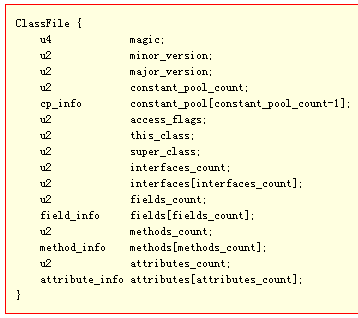 ClassFile {
u4 magic;
u2 minor_version;
u2 major_version;
u2 constant_pool_count;
cp_info constant_pool[constant_pool_count-1];
u2 access_flags;
u2 this_class;
u2 super_class;
u2 interfaces_count;
u2 interfaces[interfaces_count];
u2 fields_count;
field_info fields[fields_count];
u2 methods_count;
method_info methods[methods_count];
u2 attributes_count;
attribute_info attributes[attributes_count];
}